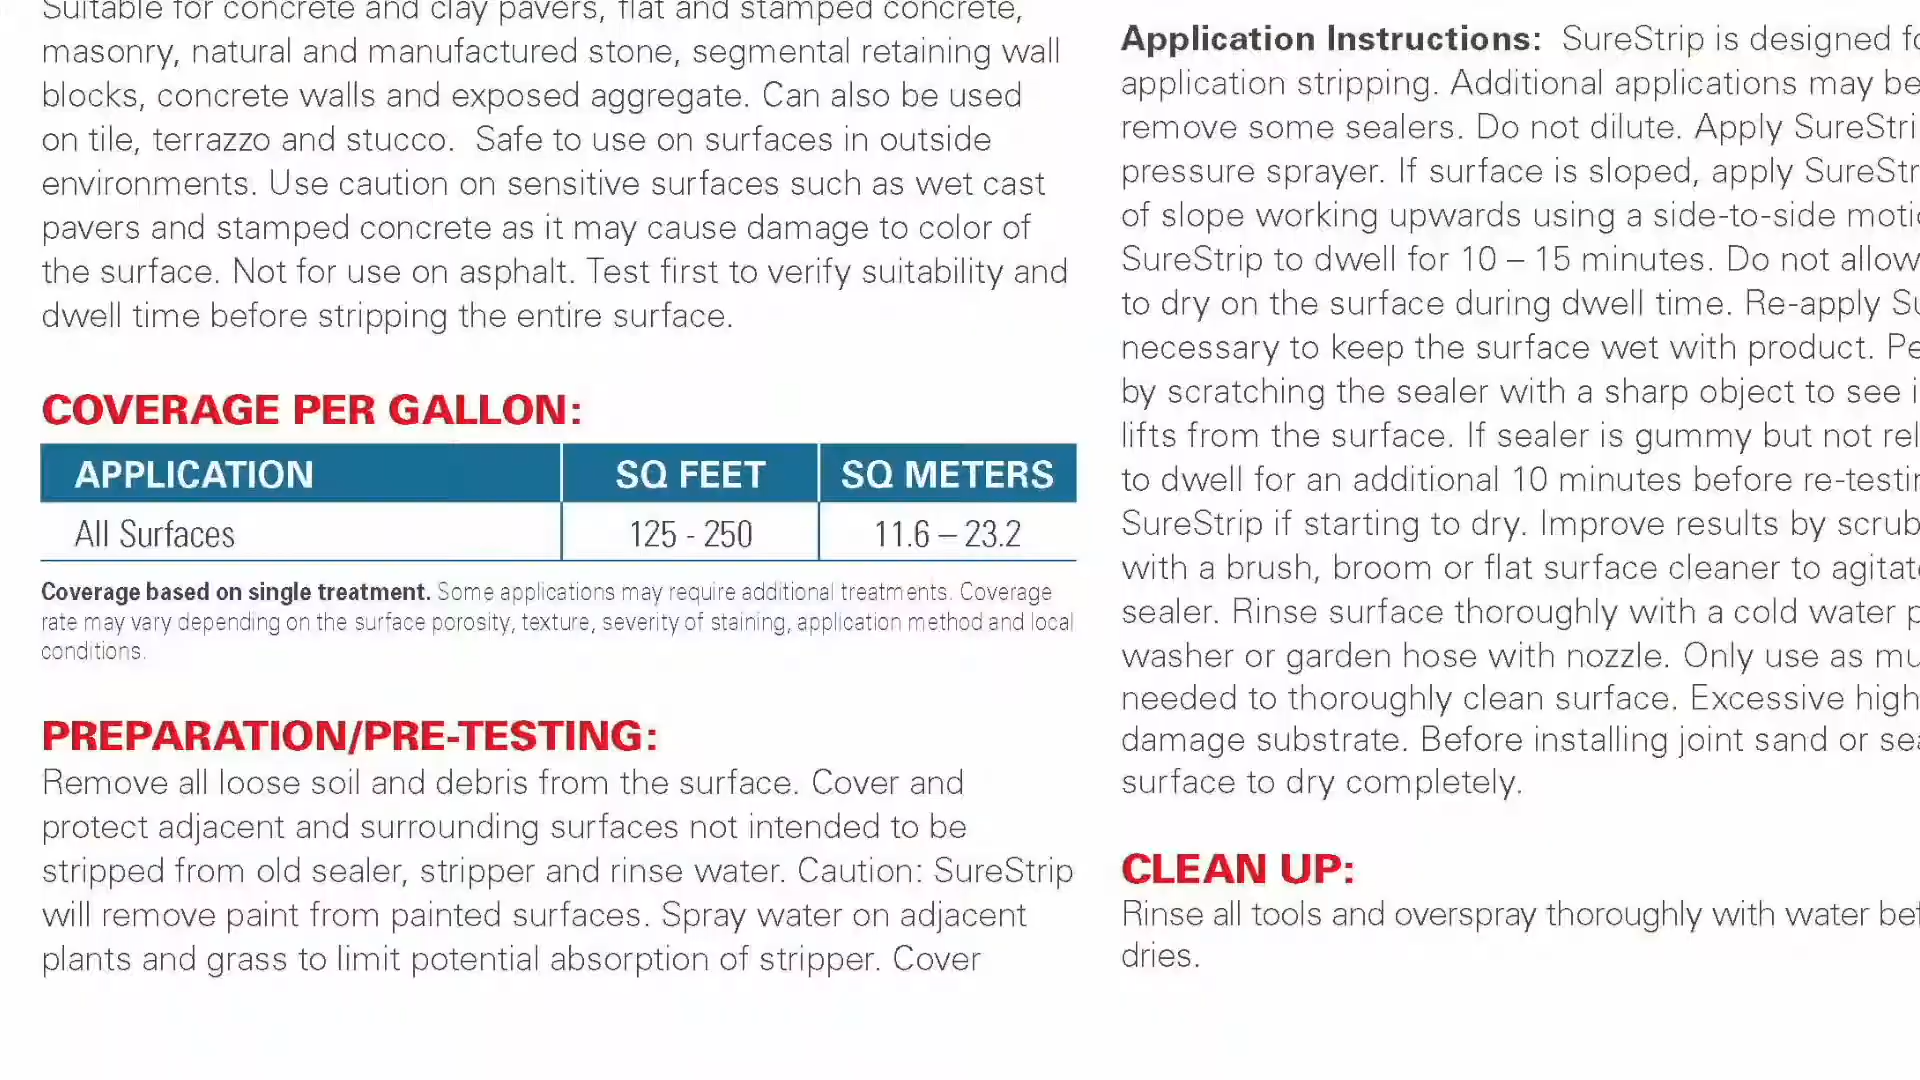 Suitable for concrete and clay pavers, flat and stamped concrete,
masonry, natural and manufactured stone, segmental retaining wall
blocks, concrete walls and exposed aggregate. Can also be used
on tile, terrazzo and stucco.  Safe to use on surfaces in outside
environments. Use caution on sensitive surfaces such as wet cast
pavers and stamped concrete as it may cause damage to color of
the surface. Not for use on asphalt. Test first to verify suitability and
dwell time before stripping the entire surface.
COVERAGE PER GALLON:
APPLICATION SQ FEET SQ METERS
All Surfaces 125 - 250 11.6 – 23.2
Coverage based on single treatment. Some applications may require additional treatments. Coverage
rate may vary depending on the surface porosity, texture, severity of staining, application method and local
conditions.
PREPARATION/PRE-TESTING:
Remove all loose soil and debris from the surface. Cover and
protect adjacent and surrounding surfaces not intended to be
stripped from old sealer, stripper and rinse water. Caution: SureStrip
will remove paint from painted surfaces. Spray water on adjacent
plants and grass to limit potential absorption of stripper. Cover
Application Instructions:  SureStrip is designed
application stripping. Additional applications may be
remove some sealers. Do not dilute. Apply SureStri
pressure sprayer. If surface is sloped, apply SureStr
of slope working upwards using a side-to-side moti
SureStrip to dwell for 10 – 15 minutes. Do not allow
to dry on the surface during dwell time. Re-apply
necessary to keep the surface wet with product.
by scratching the sealer with a sharp object to see
lifts from the surface. If sealer is gummy but not rel
to dwell for an additional 10 minutes before re-testi
SureStrip if starting to dry. Improve results by scrub
with a brush, broom or flat surface cleaner to agitat
sealer. Rinse surface thoroughly with a cold water
washer or garden hose with nozzle. Only use as mu
needed to thoroughly clean surface. Excessive high
damage substrate. Before installing joint sand or
surface to dry completely.
CLEAN UP:
Rinse all tools and overspray thoroughly with water
dries.